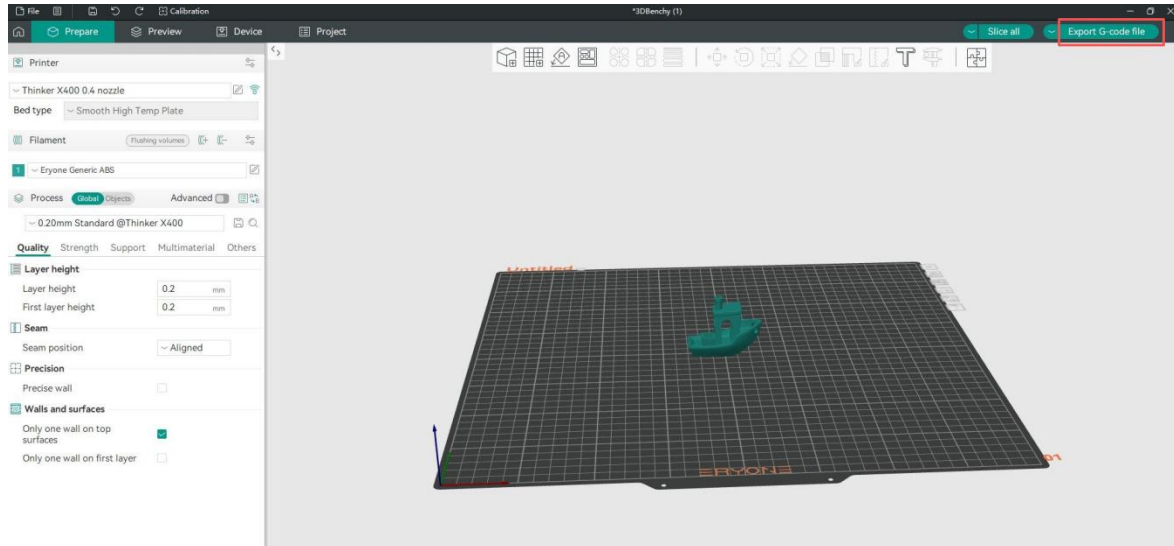 File Calibration *3DBenchy (1)
Prepare Preview Device Project Slice all Export G-code file
Printer
Thinker X400 0.4 nozzle
Bed type Smooth High Temp Plate
Filament Flushing volumes
1 Eryone Generic ABS
Process Global Objects Advanced
0.20mm Standard @Thinker X400
Quality Strength Support Multimaterial Others
Layer height
Layer height 0.2 mm
First layer height 0.2 mm
Seam
Seam position Aligned
Precision
Precise wall
Walls and surfaces
Only one wall on top
surfaces
Only one wall on first layer
Untitled
01
ERYONE